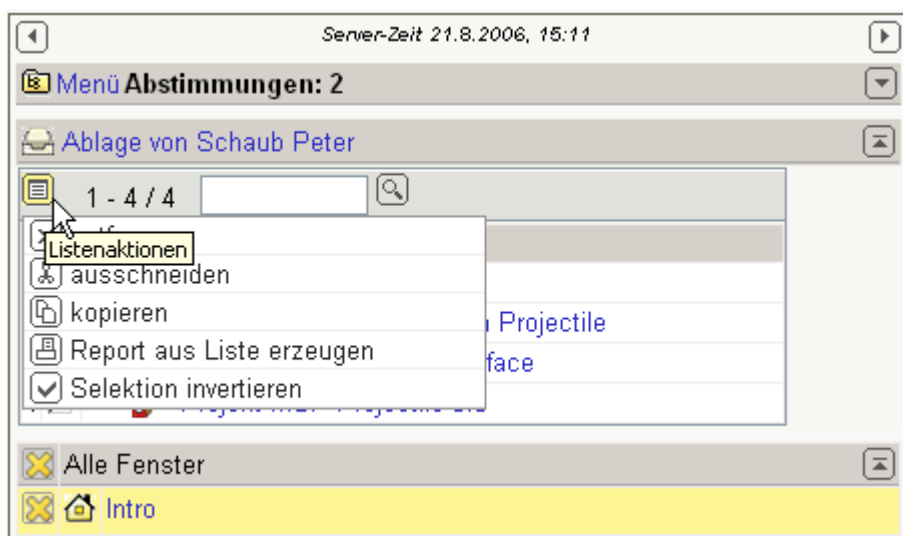 Server-Zeit 21.8.2006, 15:11
Menü Abstimmungen: 2
Ablage von Schaub Peter
1 - 4 / 4
Listenaktionen
ausschneiden
kopieren
Projectile
Report aus Liste erzeugen
face
Selektion invertieren
Alle Fenster
Intro